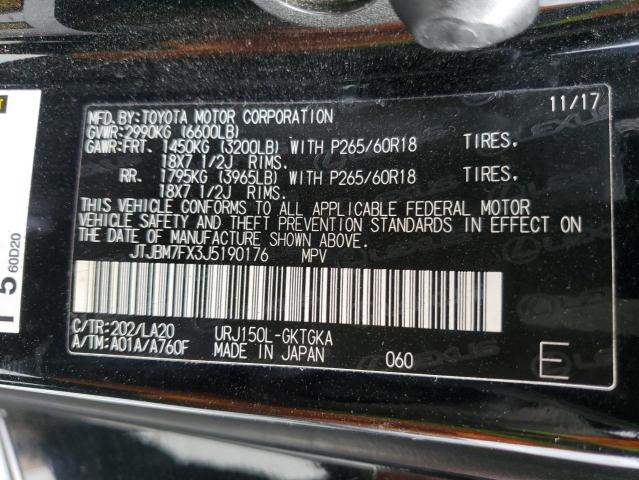 MFD. BY: TOYOTA MOTOR CORPORATION 11/17
GVWR: 2990KG (6600LB)
GAWR: FRT. 1450KG (3200LB) WITH P265/60R18 TIRES.
18X7 1/2J RIMS.
RR. 1795KG (3965LB) WITH P265/60R18 TIRES.
18X7 1/2J RIMS.
THIS VEHICLE CONFORMS TO ALL APPLICABLE FEDERAL MOTOR
VEHICLE SAFETY AND THEFT PREVENTION STANDARDS IN EFFECT ON
THE DATE OF MANUFACTURE SHOWN ABOVE.
JTJBM7FX3J5190176 MPV
C/TR: 202/LA20 URJ150L-GKTGKA
A/TM: A01A/A760F MADE IN JAPAN 060 E
5 60D20
LEXUS